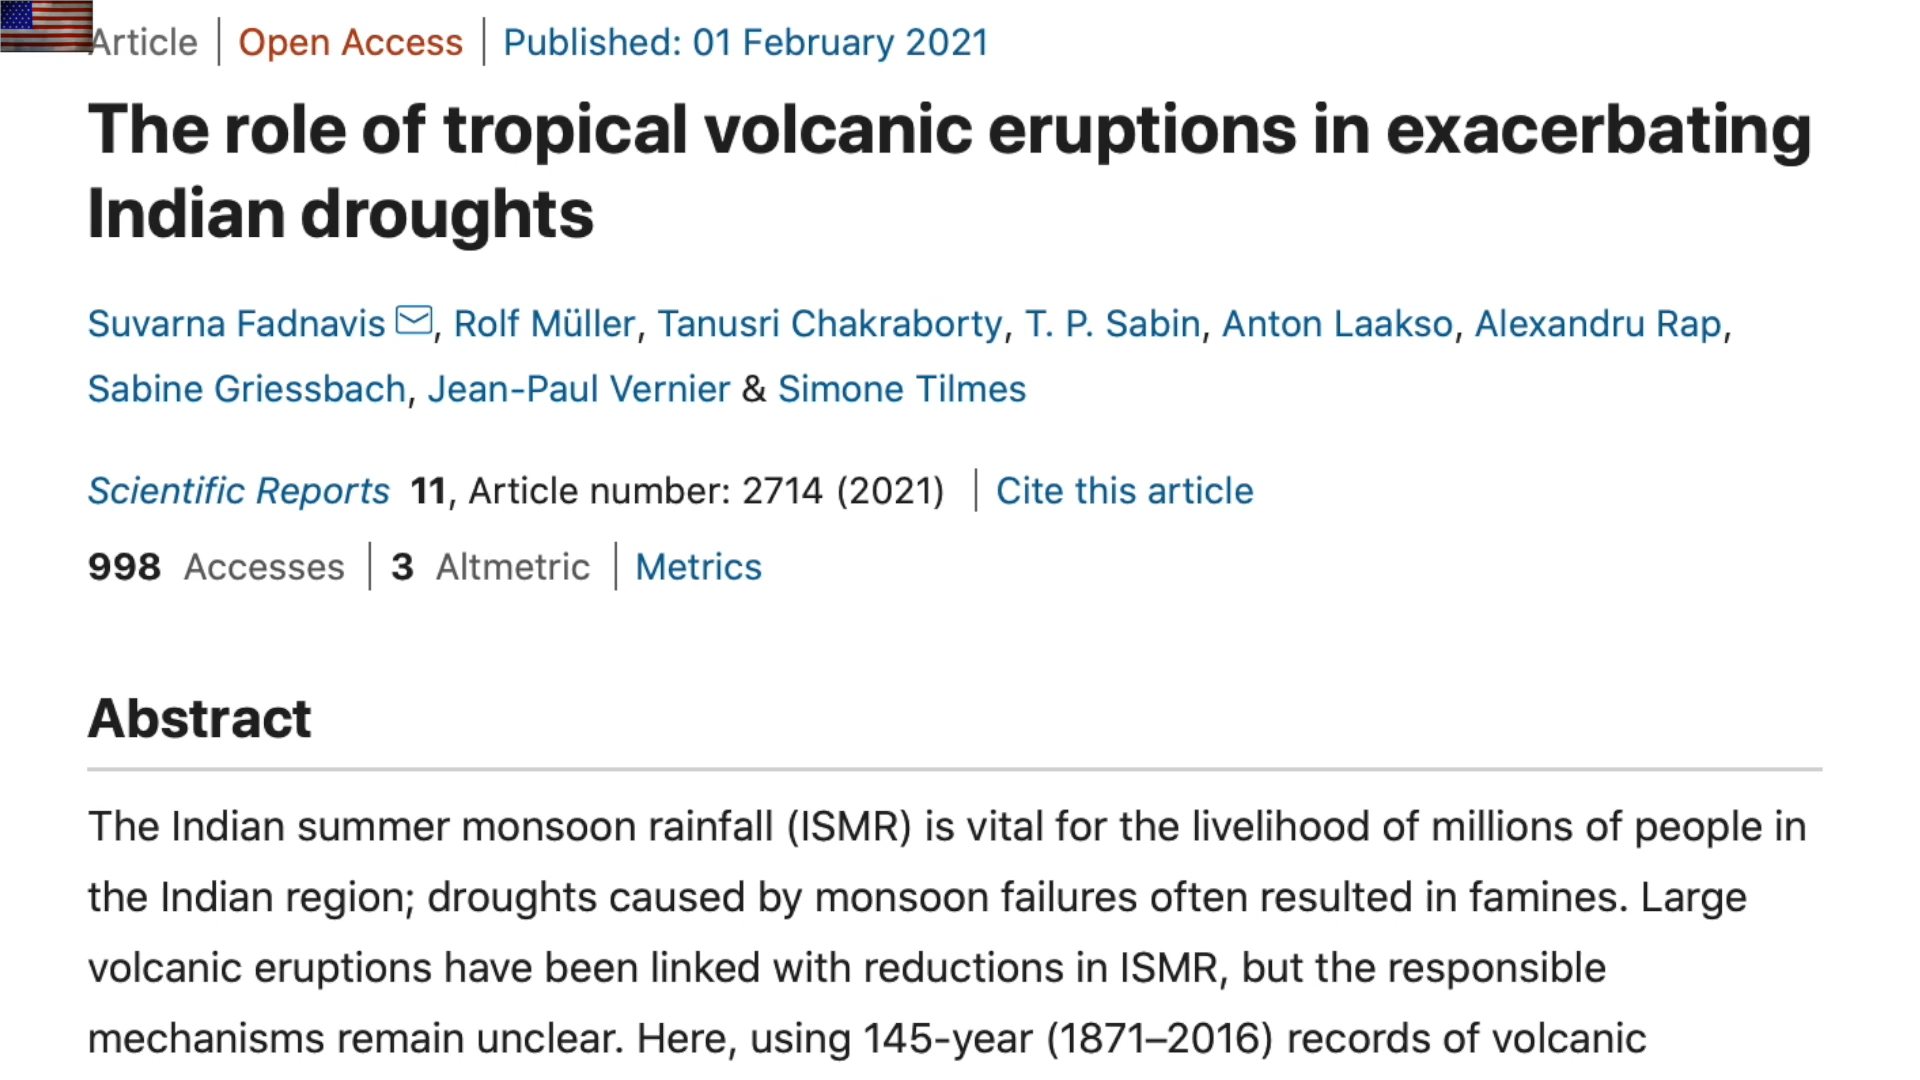 Article | Open Access | Published: 01 February 2021
The role of tropical volcanic eruptions in exacerbating
Indian droughts
Suvarna Fadnavis, Rolf Müller, Tanusri Chakraborty, T. P. Sabin, Anton Laakso, Alexandru Rap,
Sabine Griessbach, Jean-Paul Vernier & Simone Tilmes
Scientific Reports 11, Article number: 2714 (2021) | Cite this article
998 Accesses | 3 Altmetric | Metrics
Abstract
The Indian summer monsoon rainfall (ISMR) is vital for the livelihood of millions of people in
the Indian region; droughts caused by monsoon failures often resulted in famines. Large
volcanic eruptions have been linked with reductions in ISMR, but the responsible
mechanisms remain unclear. Here, using 145-year (1871–2016) records of volcanic